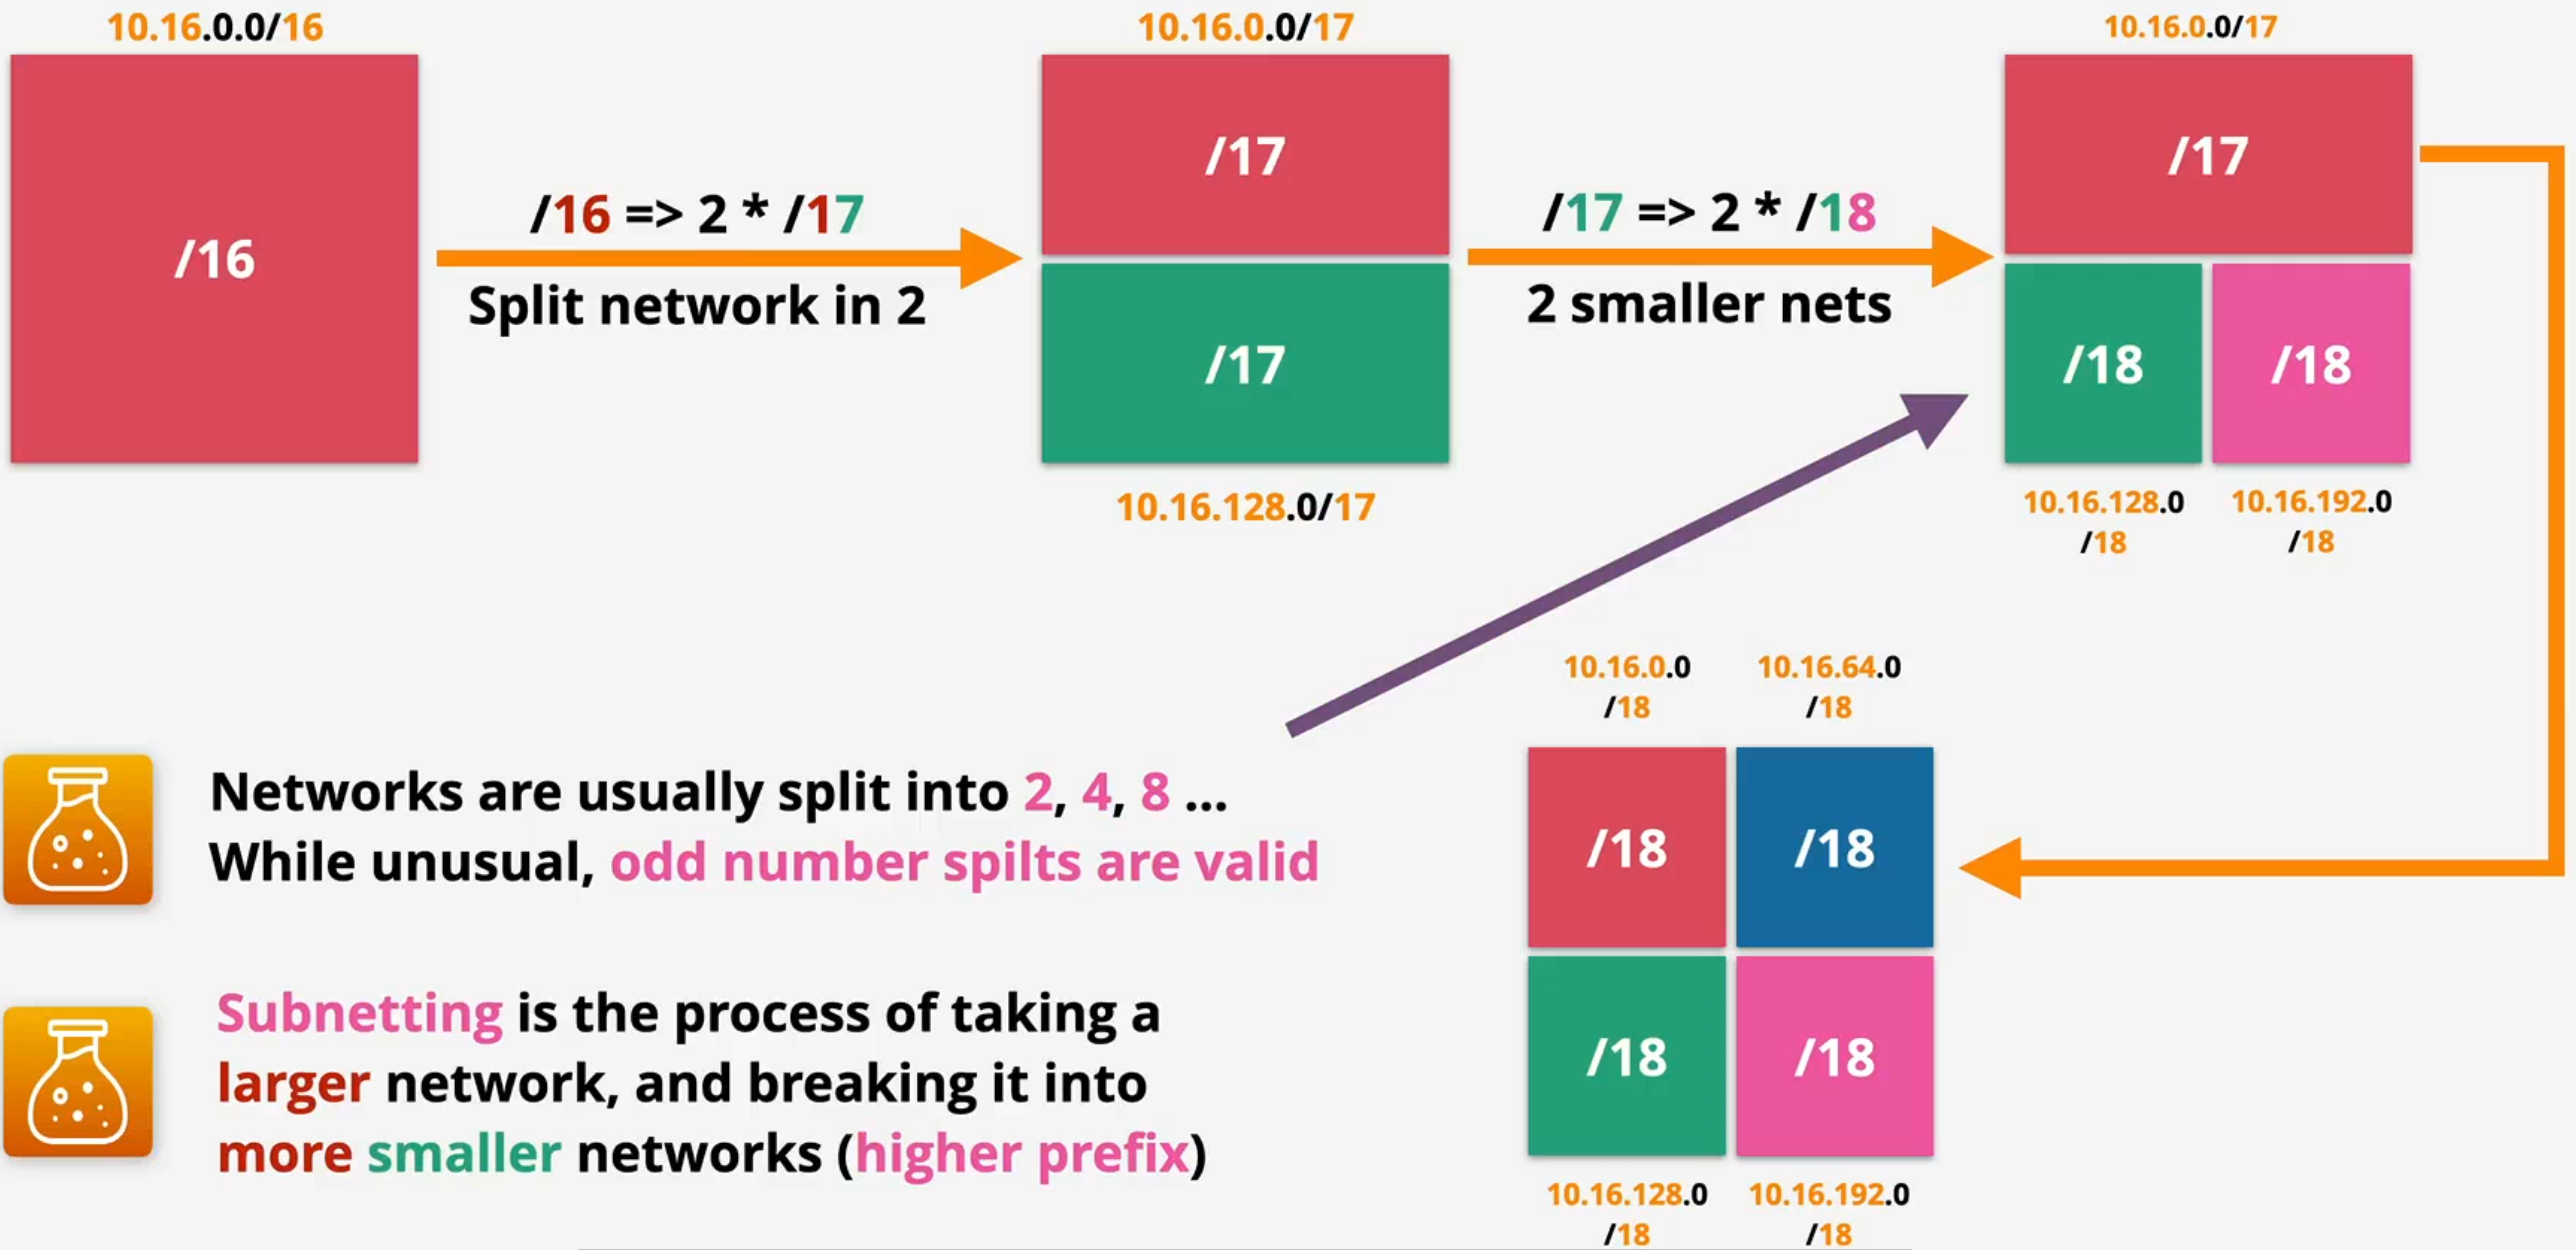 10.16.0.0/16
/16
/16 => 2 * /17
Split network in 2
10.16.0.0/17
/17
/17
10.16.128.0/17
/17 => 2 * /18
2 smaller nets
10.16.0.0/17
/17
/18
/18
10.16.128.0
/18
10.16.192.0
/18
Networks are usually split into 2, 4, 8 ...
While unusual, odd number spilts are valid
Subnetting is the process of taking a
larger network, and breaking it into
more smaller networks (higher prefix)
10.16.0.0
/18
10.16.64.0
/18
/18
/18
/18
/18
10.16.128.0
/18
10.16.192.0
/18